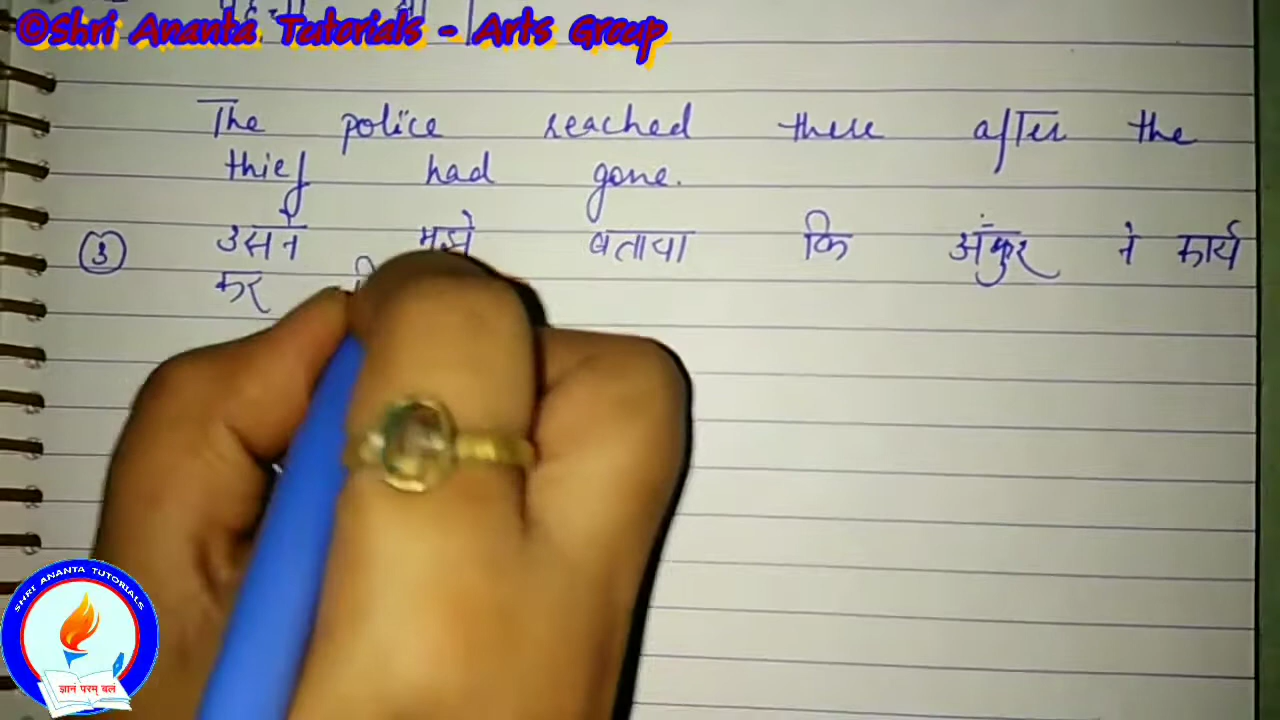 ©Shri Ananta Tutorials - Arts Group
The police reached there after the
thief had gone.
3 उसने मुझे बताया कि अंकुर ने कार्य
कर
SHRI ANANTA TUTORIALS
ज्ञानं परम् बलं